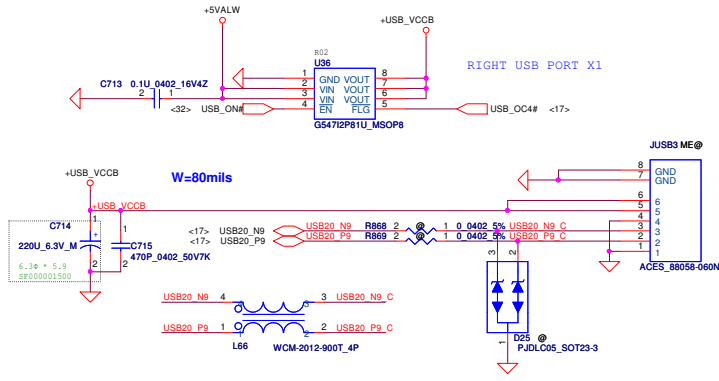 +5VALW
+USB_VCCB
R02
U36
RIGHT USB PORT X1
C713 0.1U_0402_16V4Z
2 1
1 GND VOUT 8
2 VIN VOUT 7
3 VIN VOUT 6
4 EN FLG 5
<32> USB_ON#
USB_OC4# <17>
G547I2P81U_MSOP8
+USB_VCCB
W=80mils
JUSB3 ME@
8 GND
7 GND
6 6
5 5
4 4
3 3
2 2
1 1
ACES_88058-060N
+USB_VCCB
C714
220U_6.3V_M
1
2
6.3Φ * 5.9
SF000001500
C715
470P_0402_50V7K
1
2
<17> USB20_N9 USB20_N9 R868 2 @ 1 0_0402_5% USB20_N9_C
<17> USB20_P9 USB20_P9 R869 2 @ 1 0_0402_5% USB20_P9_C
3 2
1
D25 @
PJDLC05_SOT23-3
USB20_N9 4 4 3 3 USB20_N9_C
USB20_P9 1 1 2 2 USB20_P9_C
L66 WCM-2012-900T_4P